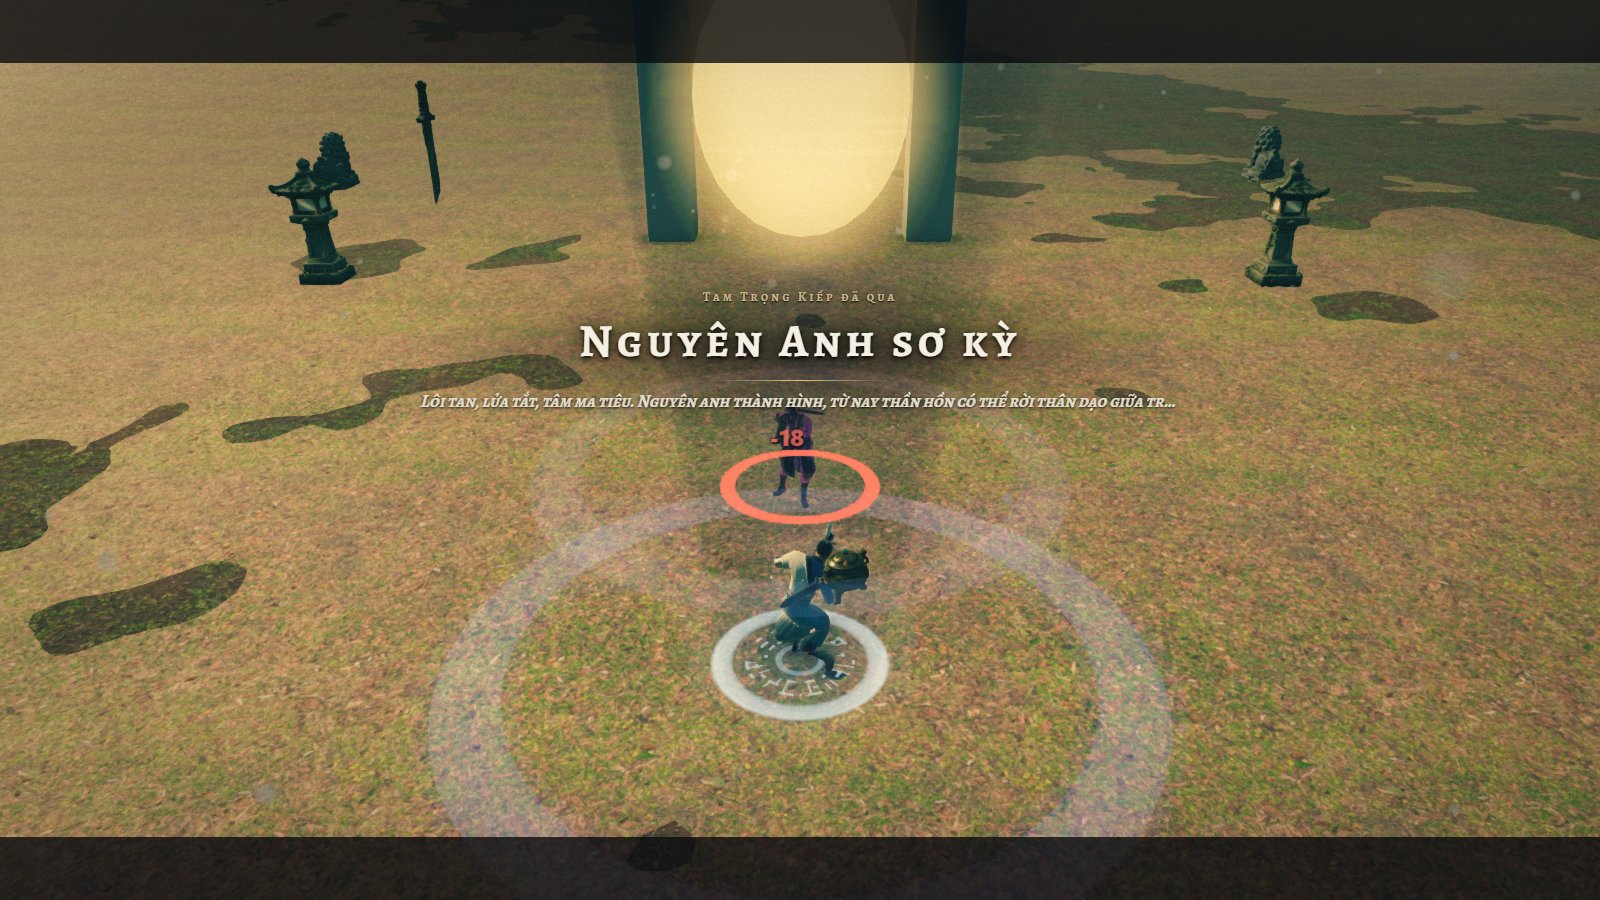 Tam Trọng Kiếp đã qua
Nguyên Anh sơ kỳ
Lôi tan, lửa tắt, tâm ma tiêu. Nguyên anh thành hình, từ nay thần hồn có thể rời thân dạo giữa tr...
-18